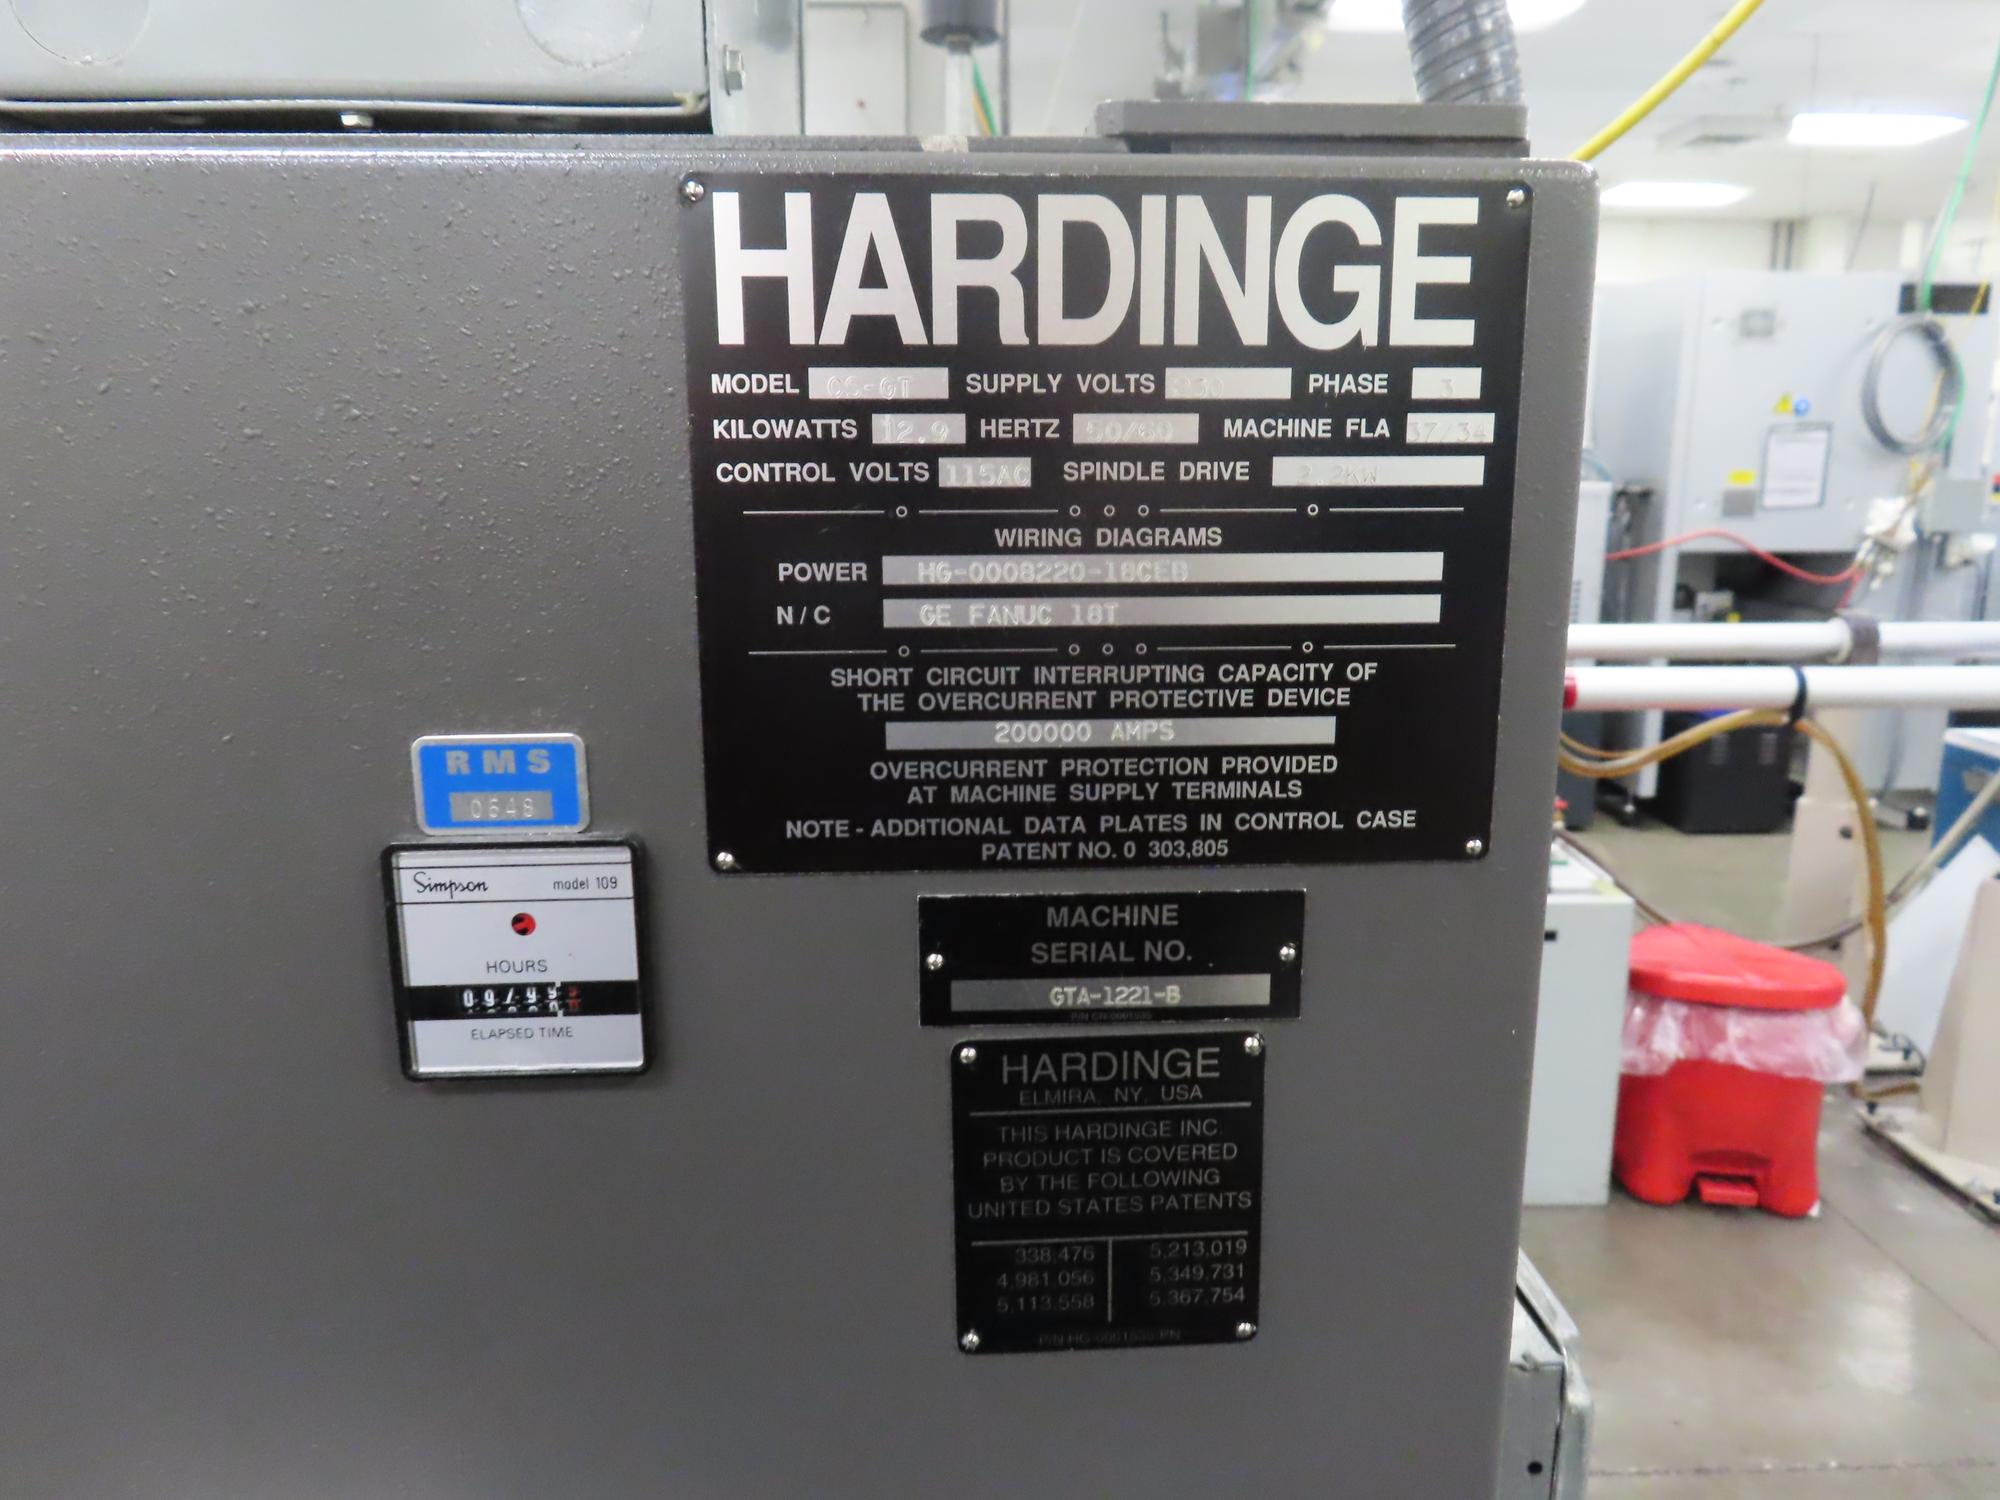 HARDINGE
MODEL CS-GT SUPPLY VOLTS 230 PHASE 3
KILOWATTS 12.9 HERTZ 50/60 MACHINE FLA 37/34
CONTROL VOLTS 115AC SPINDLE DRIVE 2.2KW
WIRING DIAGRAMS
POWER HG-0008220-18CEB
N/C GE FANUC 18T
SHORT CIRCUIT INTERRUPTING CAPACITY OF
THE OVERCURRENT PROTECTIVE DEVICE
200000 AMPS
OVERCURRENT PROTECTION PROVIDED
AT MACHINE SUPPLY TERMINALS
NOTE - ADDITIONAL DATA PLATES IN CONTROL CASE
PATENT NO. 0 303,805
RMS
0648
Simpson model 109
HOURS
ELAPSED TIME
MACHINE
SERIAL NO.
GTA-1221-B
HARDINGE
ELMIRA, NY, USA
THIS HARDINGE INC.
PRODUCT IS COVERED
BY THE FOLLOWING
UNITED STATES PATENTS
338,476 5,213,019
4,981,056 5,349,731
5,113,558 5,367,754